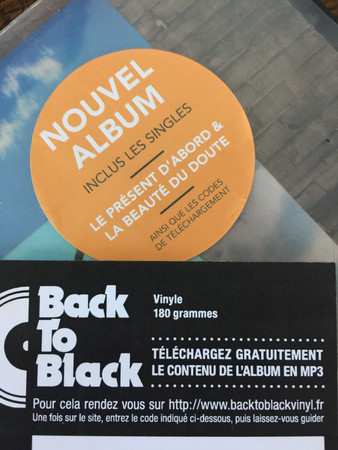 NOUVEL
ALBUM
INCLUS LES SINGLES
LE PRÉSENT D'ABORD &
LA BEAUTÉ DU DOUTE
AINSI QUE LES CODES
DE TÉLÉCHARGEMENT
Back
To
Black
Vinyle
180 grammes
TÉLÉCHARGEZ GRATUITEMENT
LE CONTENU DE L'ALBUM EN MP3
Pour cela rendez vous sur http://www.backtoblackvinyl.fr
Une fois sur le site, entrez le code indiqué ci-dessous, puis laissez-vous guider